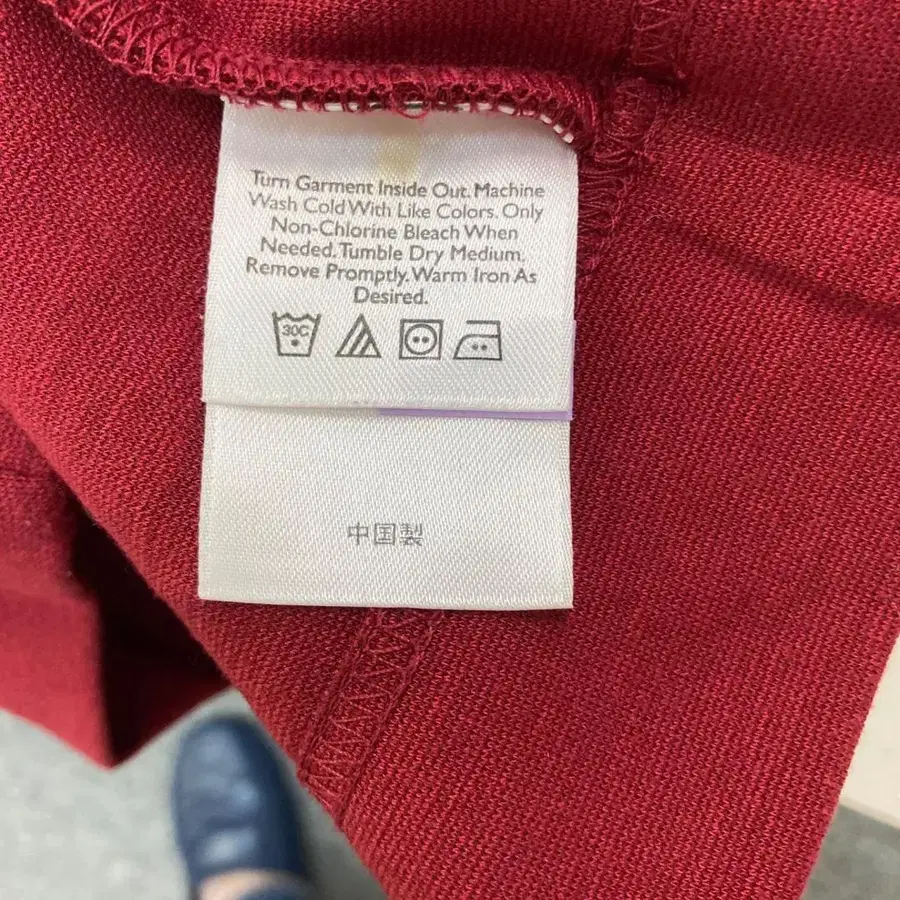 Turn Garment Inside Out. Machine
Wash Cold With Like Colors. Only
Non-Chlorine Bleach When
Needed. Tumble Dry Medium.
Remove Promptly. Warm Iron As
Desired.
30C
中国製